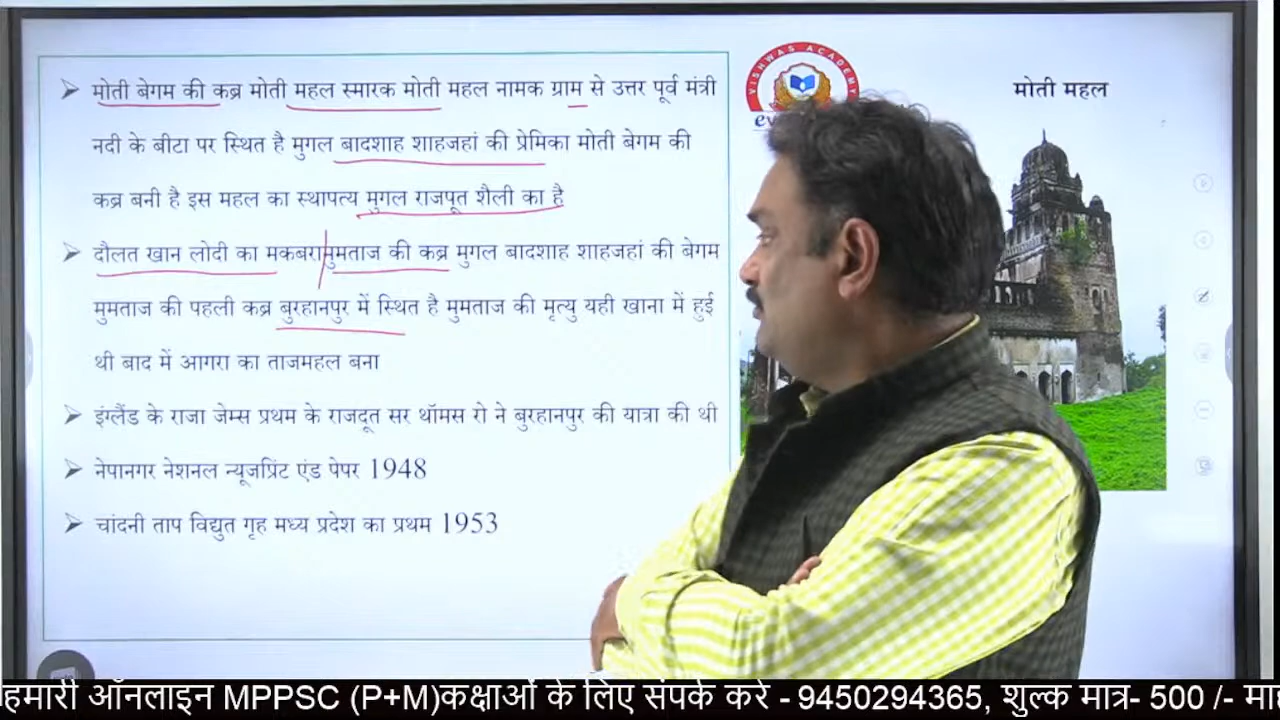 VISHWAS ACADEMY
मोती महल
➤ मोती बेगम की कब्र मोती महल स्मारक मोती महल नामक ग्राम से उत्तर पूर्व मंत्री
नदी के बीटा पर स्थित है मुगल बादशाह शाहजहां की प्रेमिका मोती बेगम की
कब्र बनी है इस महल का स्थापत्य मुगल राजपूत शैली का है
➤ दौलत खान लोदी का मकबरा मुमताज की कब्र मुगल बादशाह शाहजहां की बेगम
मुमताज की पहली कब्र बुरहानपुर में स्थित है मुमताज की मृत्यु यही खाना में हुई
थी बाद में आगरा का ताजमहल बना
➤ इंग्लैंड के राजा जेम्स प्रथम के राजदूत सर थॉमस रो ने बुरहानपुर की यात्रा की थी
➤ नेपानगर नेशनल न्यूजप्रिंट एंड पेपर 1948
➤ चांदनी ताप विद्युत गृह मध्य प्रदेश का प्रथम 1953
हमारी ऑनलाइन MPPSC (P+M)कक्षाओं के लिए संपर्क करे - 9450294365, शुल्क मात्र- 500 /-